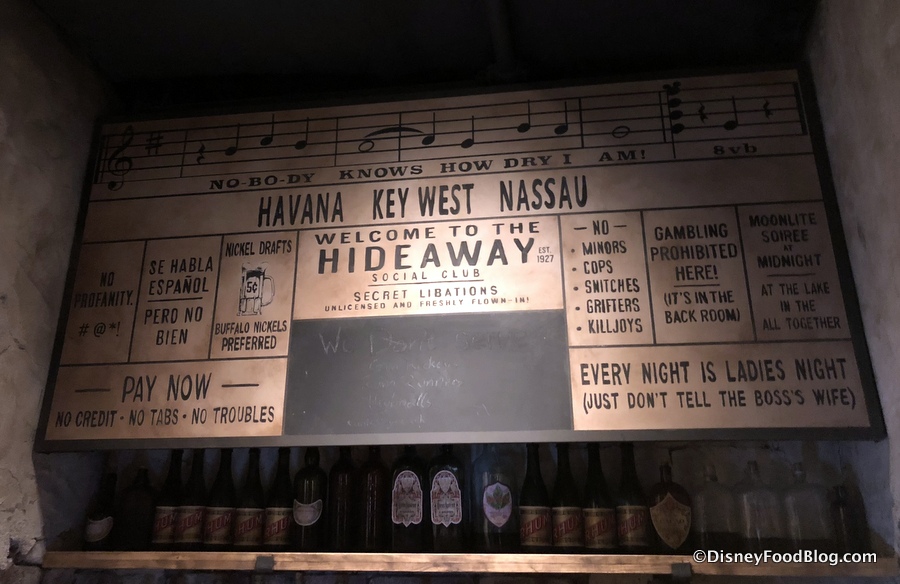 NO-BO-DY KNOWS HOW DRY I AM! 8vb
HAVANA KEY WEST NASSAU
NO
PROFANITY.
#@*!
SE HABLA
ESPAÑOL
PERO NO
BIEN
NICKEL DRAFTS
5¢
BUFFALO NICKELS
PREFERRED
WELCOME TO THE
HIDEAWAY EST. 1927
SOCIAL CLUB
SECRET LIBATIONS
UNLICENSED AND FRESHLY FLOWN-IN!
We Don't Serve
– NO –
• MINORS
• COPS
• SNITCHES
• GRIFTERS
• KILLJOYS
GAMBLING
PROHIBITED
HERE!
(IT'S IN THE
BACK ROOM)
MOONLITE
SOIREE
AT
MIDNIGHT
AT THE LAKE
IN THE
ALL TOGETHER
— PAY NOW —
NO CREDIT • NO TABS • NO TROUBLES
EVERY NIGHT IS LADIES NIGHT
(JUST DON'T TELL THE BOSS'S WIFE)
©DisneyFoodBlog.com